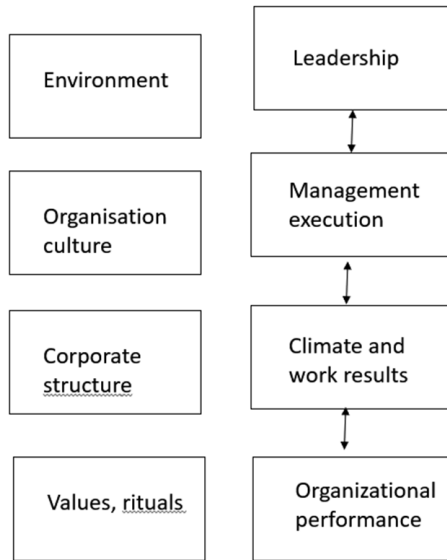 Environment
Leadership
Organisation
culture
Management
execution
Corporate
structure
Climate and
work results
Values, rituals
Organizational
performance